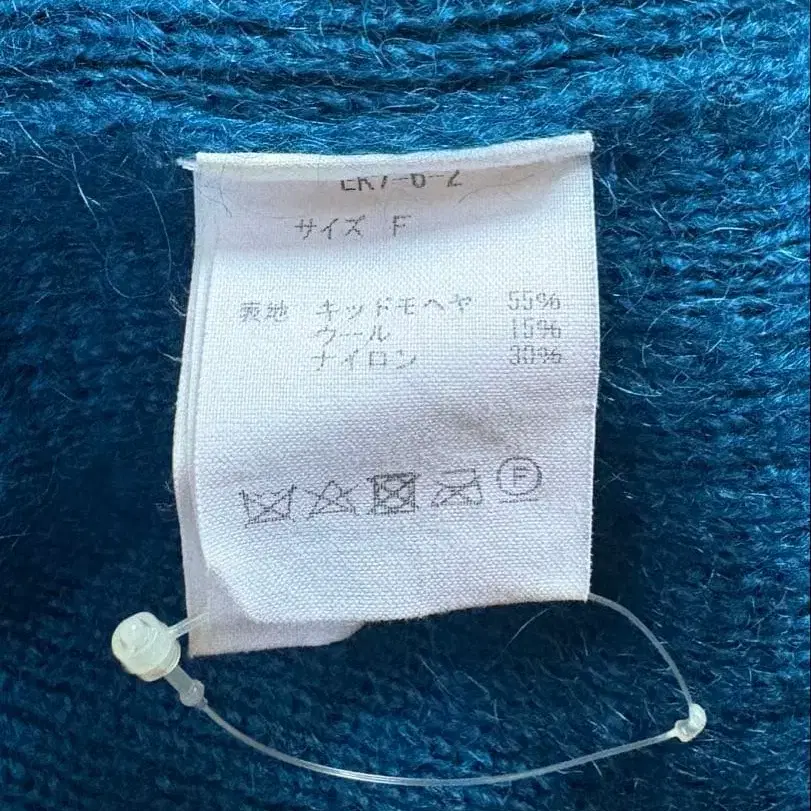 サイズ F
表地 キッドモヘヤ 55%
ウール 15%
ナイロン 30%
F